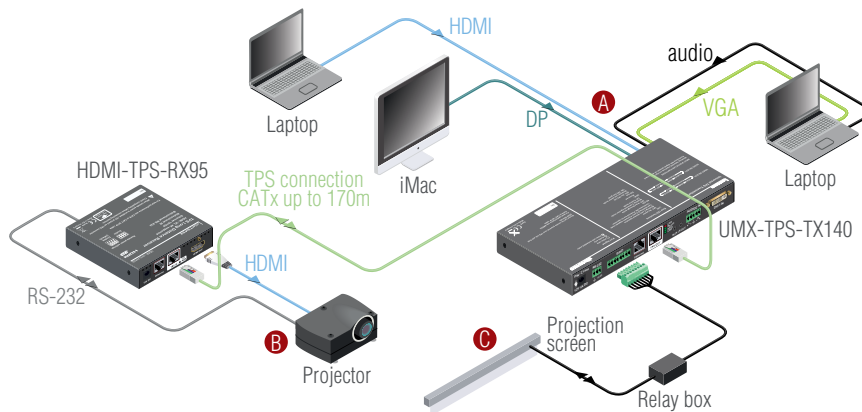 HDMI
audio
A
VGA
DP
Laptop
iMac
Laptop
HDMI-TPS-RX95
TPS connection
CATx up to 170m
UMX-TPS-TX140
HDMI
RS-232
B
Projector
C
Projection
screen
Relay box